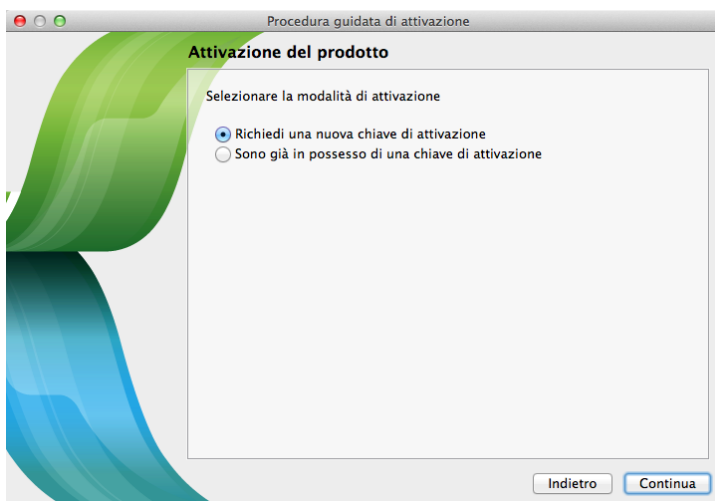 Procedura guidata di attivazione
Attivazione del prodotto
Selezionare la modalità di attivazione
Richiedi una nuova chiave di attivazione
Sono già in possesso di una chiave di attivazione
Indietro Continua